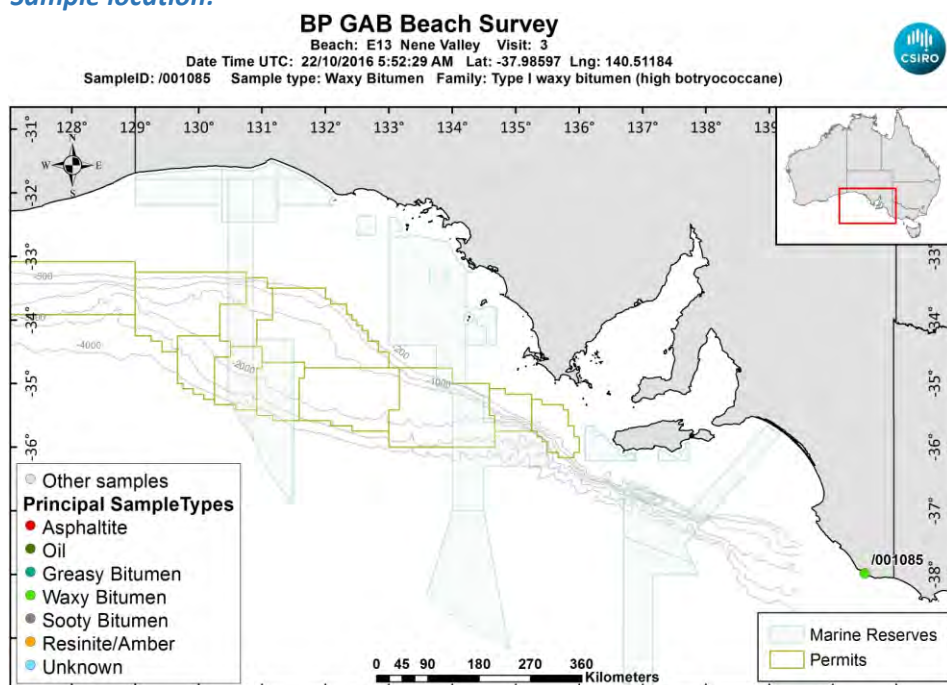 Sample location:
BP GAB Beach Survey
Beach: E13 Nene Valley Visit: 3
Date Time UTC: 22/10/2016 5:52:29 AM Lat: -37.98597 Lng: 140.51184
SampleID: /001085 Sample type: Waxy Bitumen Family: Type I waxy bitumen (high botryococcane)
CSIRO
128° 129° 130° 131° 132° 133° 134° 135° 136° 137° 138° 139
-31°
-32°
-33°
-34°
-35°
-36°
-37°
-38°
-33°
-34°
-35°
-36°
-37°
-38°
N
W E
S
-4000
-2000
-200
-1000
/001085
Other samples
Principal SampleTypes
Asphaltite
Oil
Greasy Bitumen
Waxy Bitumen
Sooty Bitumen
Resinite/Amber
Unknown
0 45 90 180 270 360
Kilometers
Marine Reserves
Permits